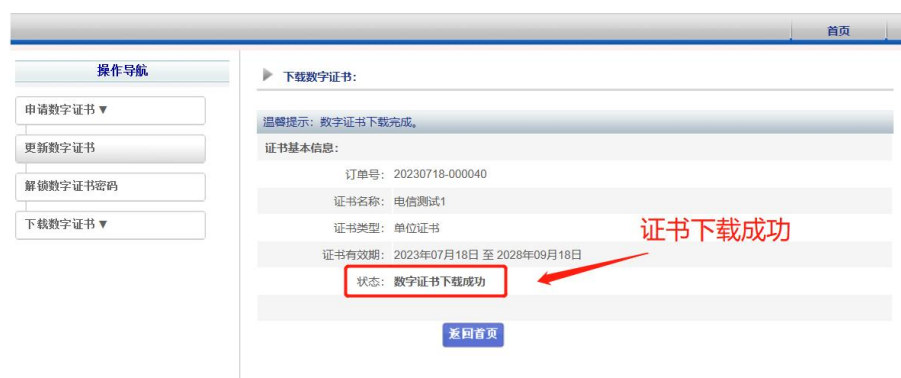 首页
操作导航
申请数字证书▼
更新数字证书
解锁数字证书密码
下载数字证书▼
下载数字证书：
温馨提示：数字证书下载完成。
证书基本信息：
订单号：20230718-000040
证书名称：电信测试1
证书类型：单位证书
证书有效期：2023年07月18日 至 2028年09月18日
状态：数字证书下载成功
证书下载成功
返回首页